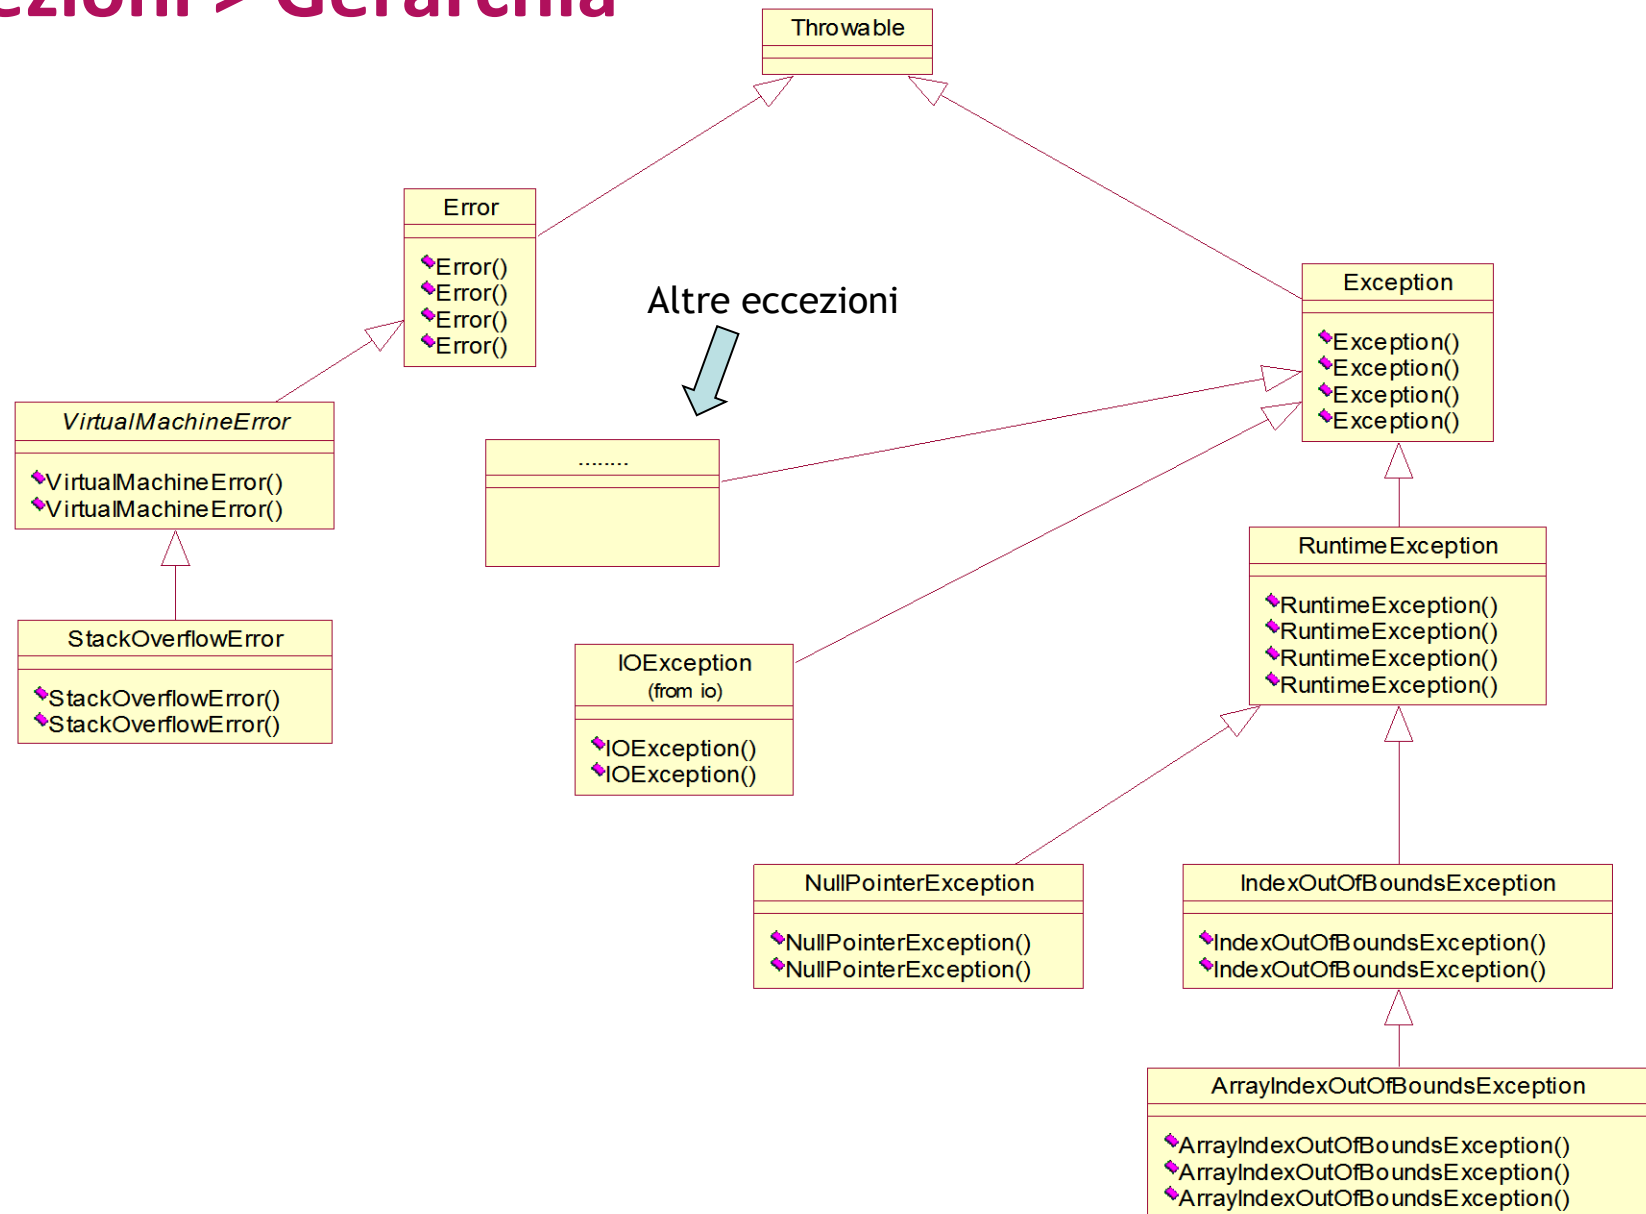 ezioni > Gerarchia
Throwable
Error
Error()
Error()
Error()
Error()
Altre eccezioni
Exception
Exception()
Exception()
Exception()
Exception()
VirtualMachineError
VirtualMachineError()
VirtualMachineError()
........
RuntimeException
RuntimeException()
RuntimeException()
RuntimeException()
RuntimeException()
StackOverflowError
StackOverflowError()
StackOverflowError()
IOException
(from io)
IOException()
IOException()
NullPointerException
NullPointerException()
NullPointerException()
IndexOutOfBoundsException
IndexOutOfBoundsException()
IndexOutOfBoundsException()
ArrayIndexOutOfBoundsException
ArrayIndexOutOfBoundsException()
ArrayIndexOutOfBoundsException()
ArrayIndexOutOfBoundsException()